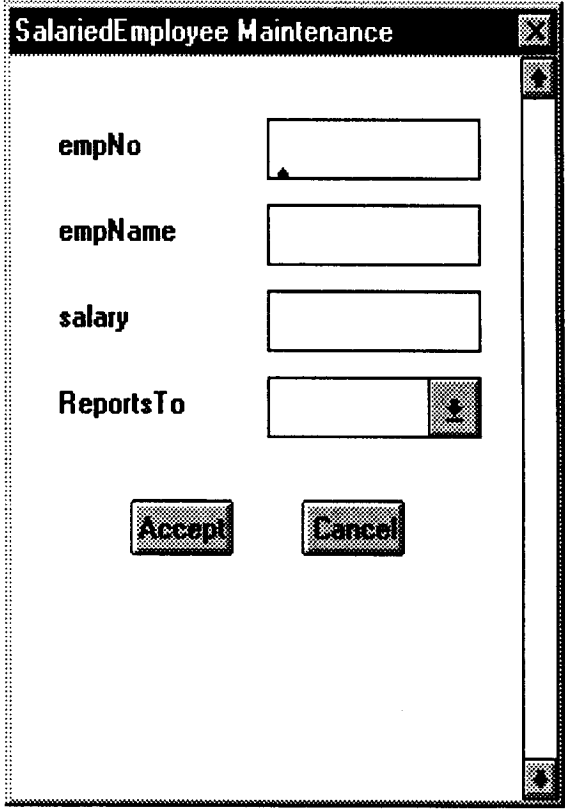 SalariedEmployee Maintenance
empNo
empName
salary
ReportsTo
Accept Cancel